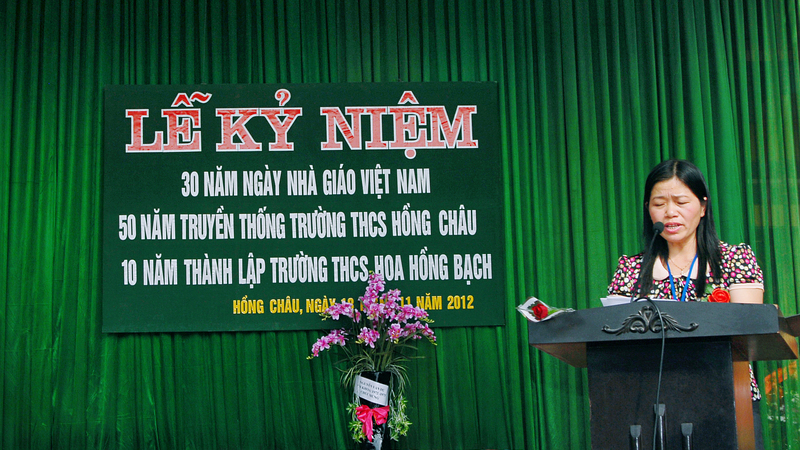 LỄ KỶ NIỆM
30 NĂM NGÀY NHÀ GIÁO VIỆT NAM
50 NĂM TRUYỀN THỐNG TRƯỜNG THCS HỒNG CHÂU
10 NĂM THÀNH LẬP TRƯỜNG THCS HOA HỒNG BẠCH
HỒNG CHÂU, NGÀY 11 NĂM 2012